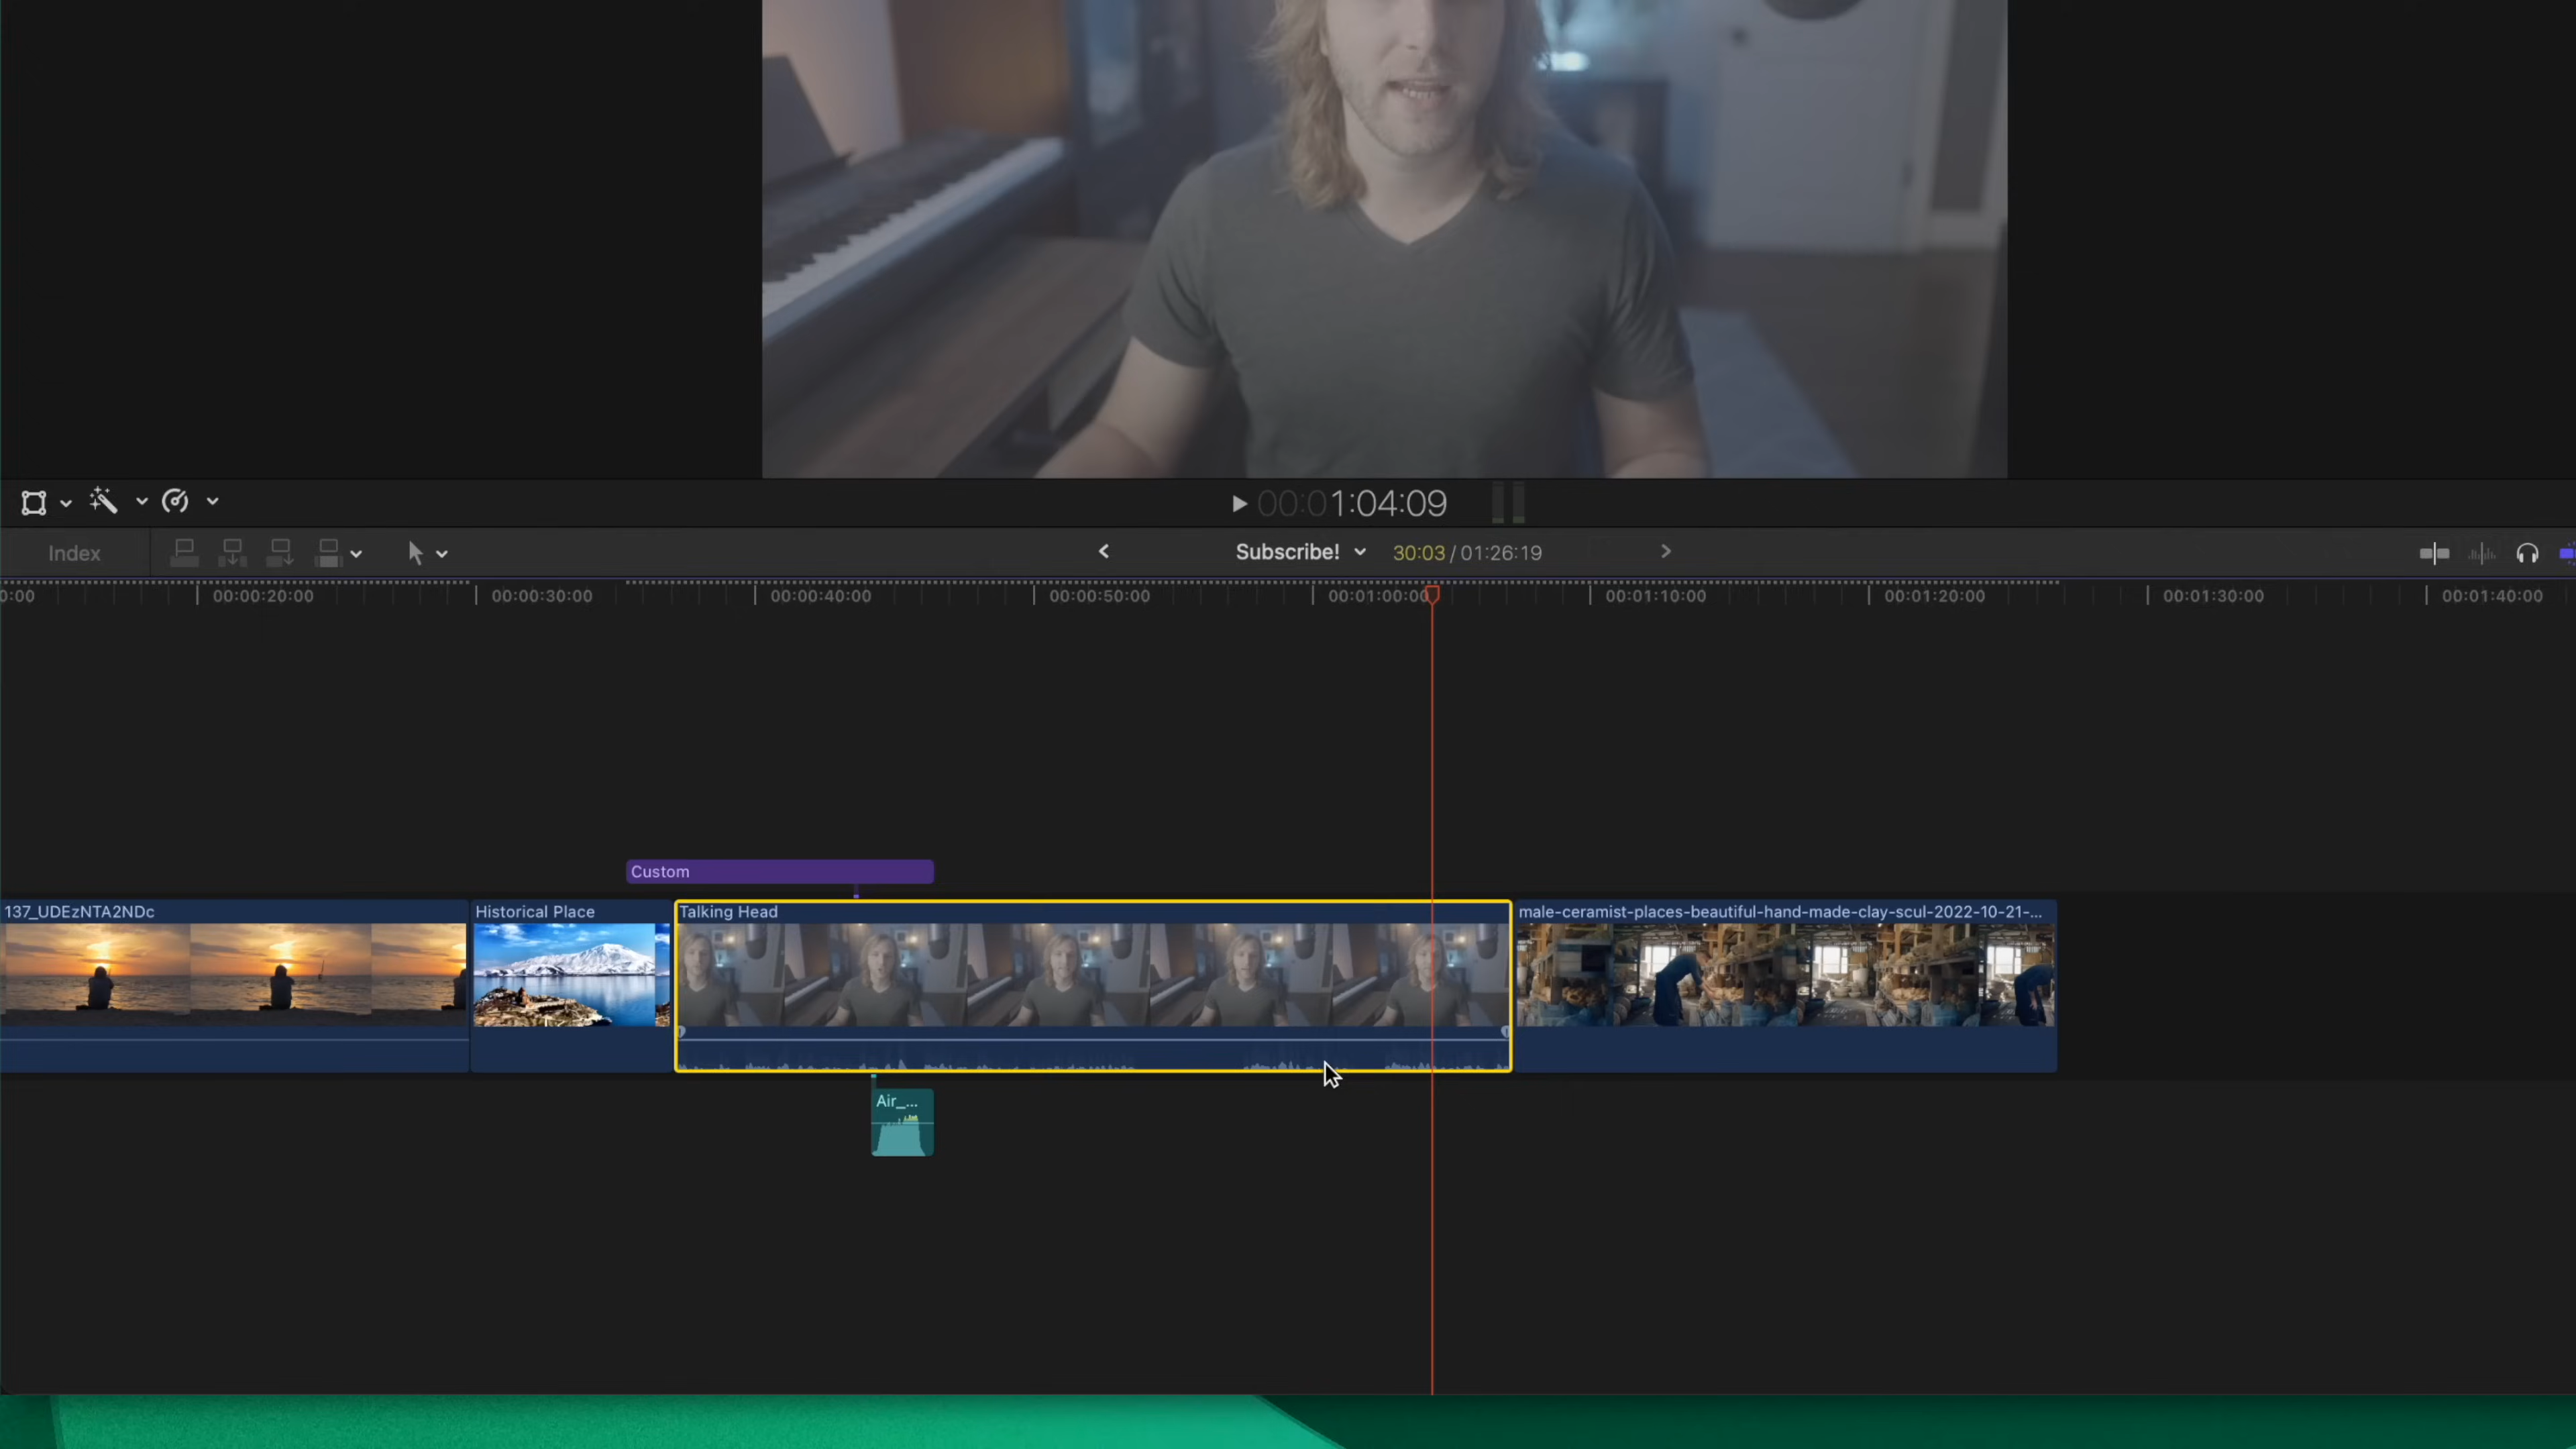 00:01:04:09
Index
Subscribe!
30:03 / 01:26:19
0:00
00:00:20:00
00:00:30:00
00:00:40:00
00:00:50:00
00:01:00:00
00:01:10:00
00:01:20:00
00:01:30:00
00:01:40:00
Custom
137_UDEzNTA2NDc
Historical Place
Talking Head
male-ceramist-places-beautiful-hand-made-clay-scul-2022-10-21-...
Air_...